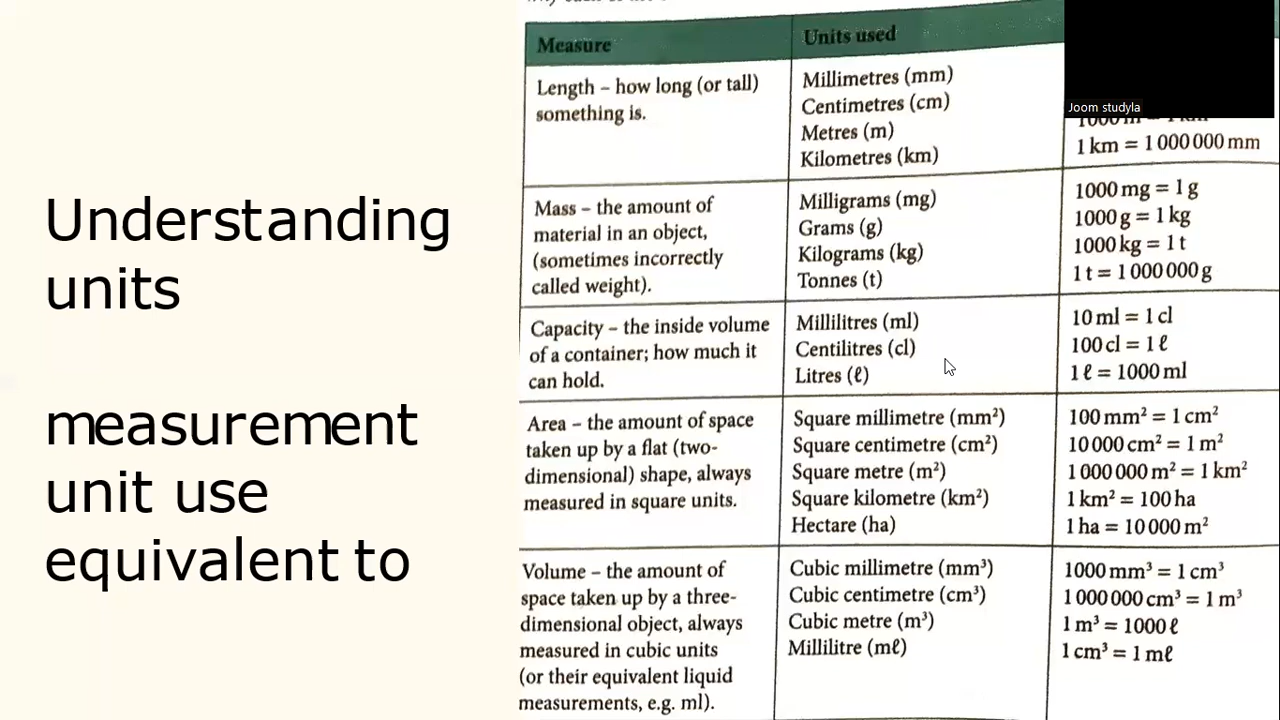 Understanding
units
measurement
unit use
equivalent to
Measure
Units used
Length – how long (or tall)
something is.
Millimetres (mm)
Centimetres (cm)
Metres (m)
Kilometres (km)
1 km = 1 000 000 mm
Mass – the amount of
material in an object,
(sometimes incorrectly
called weight).
Milligrams (mg)
Grams (g)
Kilograms (kg)
Tonnes (t)
1000 mg = 1 g
1000 g = 1 kg
1000 kg = 1 t
1 t = 1 000 000 g
Capacity – the inside volume
of a container; how much it
can hold.
Millilitres (ml)
Centilitres (cl)
Litres (ℓ)
10 ml = 1 cl
100 cl = 1 ℓ
1 ℓ = 1000 ml
Area – the amount of space
taken up by a flat (two-
dimensional) shape, always
measured in square units.
Square millimetre (mm²)
Square centimetre (cm²)
Square metre (m²)
Square kilometre (km²)
Hectare (ha)
100 mm² = 1 cm²
10 000 cm² = 1 m²
1 000 000 m² = 1 km²
1 km² = 100 ha
1 ha = 10 000 m²
Volume – the amount of
space taken up by a three-
dimensional object, always
measured in cubic units
(or their equivalent liquid
measurements, e.g. ml).
Cubic millimetre (mm³)
Cubic centimetre (cm³)
Cubic metre (m³)
Millilitre (mℓ)
1000 mm³ = 1 cm³
1 000 000 cm³ = 1 m³
1 m³ = 1000 ℓ
1 cm³ = 1 mℓ
Joom studyla